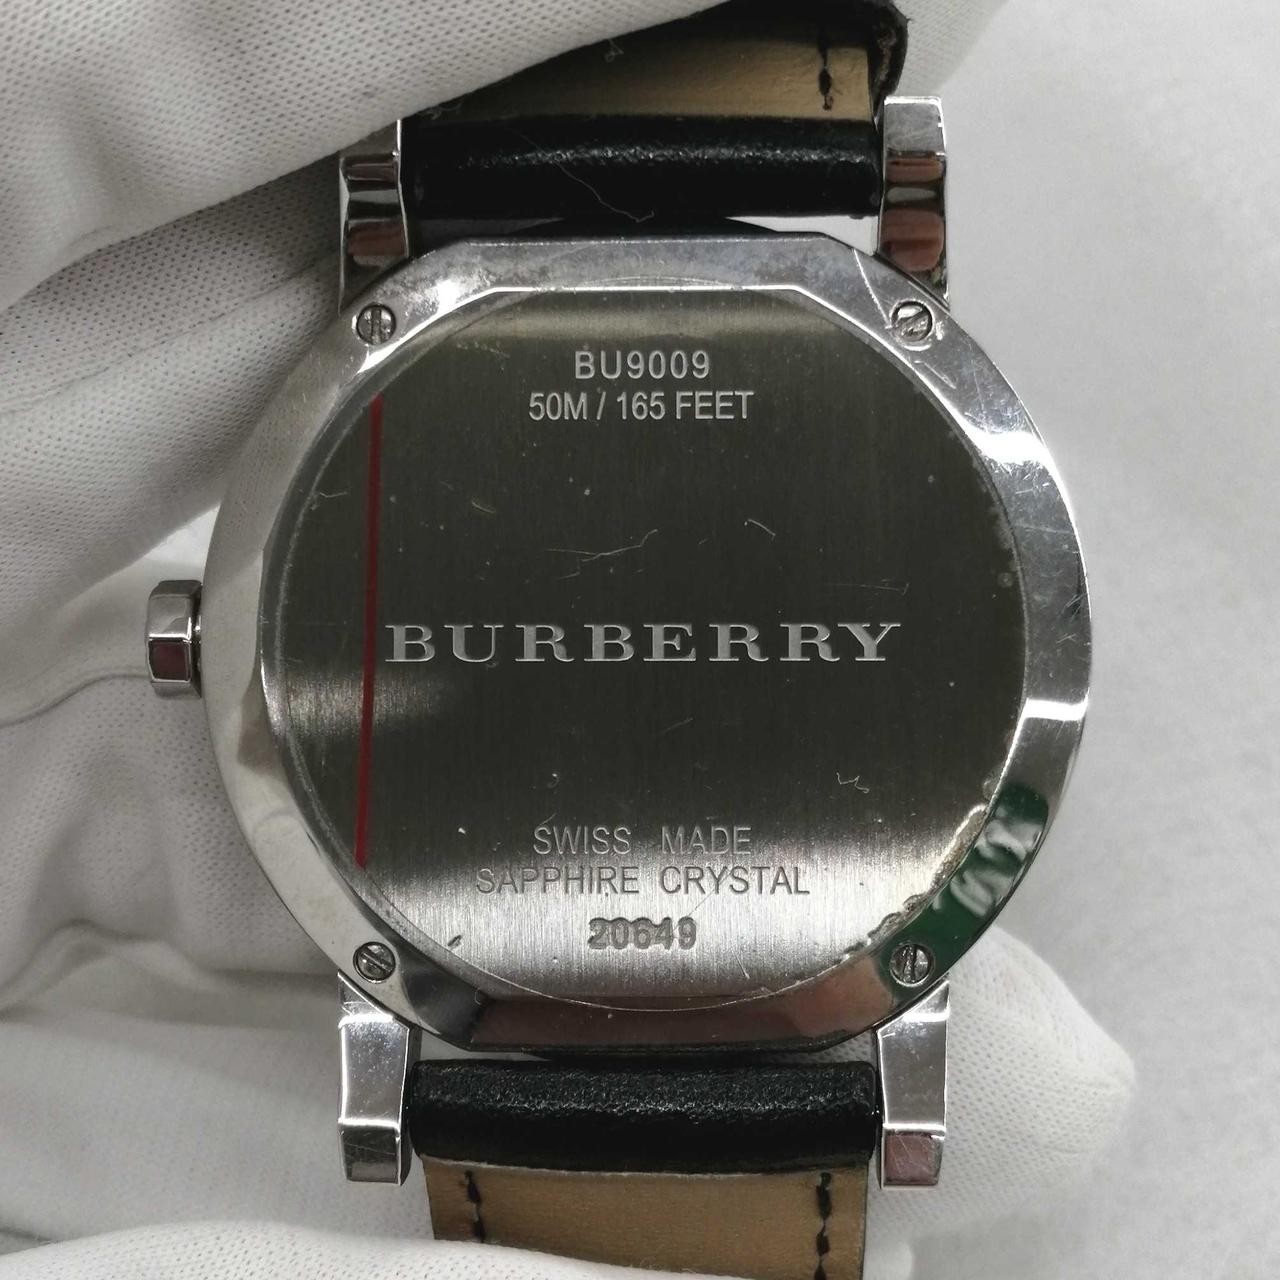 BU9009
50M / 165 FEET
BURBERRY
SWISS MADE
SAPPHIRE CRYSTAL
20649